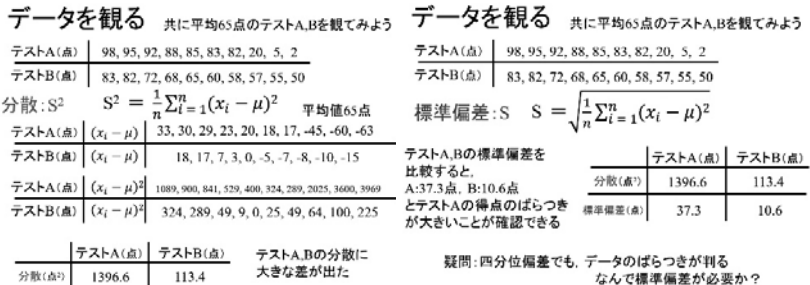 データを観る 共に平均65点のテストA,Bを観てみよう
テストA(点) 98, 95, 92, 88, 85, 83, 82, 20, 5, 2
テストB(点) 83, 82, 72, 68, 65, 60, 58, 57, 55, 50
分散:S² S² = 1/n Σⁿᵢ₌₁(xᵢ − μ)² 平均値65点
テストA(点) (xᵢ − μ) 33, 30, 29, 23, 20, 18, 17, -45, -60, -63
テストB(点) (xᵢ − μ) 18, 17, 7, 3, 0, -5, -7, -8, -10, -15
テストA(点) (xᵢ − μ)² 1089, 900, 841, 529, 400, 324, 289, 2025, 3600, 3969
テストB(点) (xᵢ − μ)² 324, 289, 49, 9, 0, 25, 49, 64, 100, 225
テストA(点) テストB(点)
分散(点²) 1396.6 113.4
テストA,Bの分散に
大きな差が出た
データを観る 共に平均65点のテストA,Bを観てみよう
テストA(点) 98, 95, 92, 88, 85, 83, 82, 20, 5, 2
テストB(点) 83, 82, 72, 68, 65, 60, 58, 57, 55, 50
標準偏差:S S = √(1/n Σⁿᵢ₌₁(xᵢ − μ)²)
テストA,Bの標準偏差を
比較すると,
A:37.3点, B:10.6点
とテストAの得点のばらつき
が大きいことが確認できる
テストA(点) テストB(点)
分散(点²) 1396.6 113.4
標準偏差(点) 37.3 10.6
疑問:四分位偏差でも, データのばらつきが判る
なんで標準偏差が必要か?